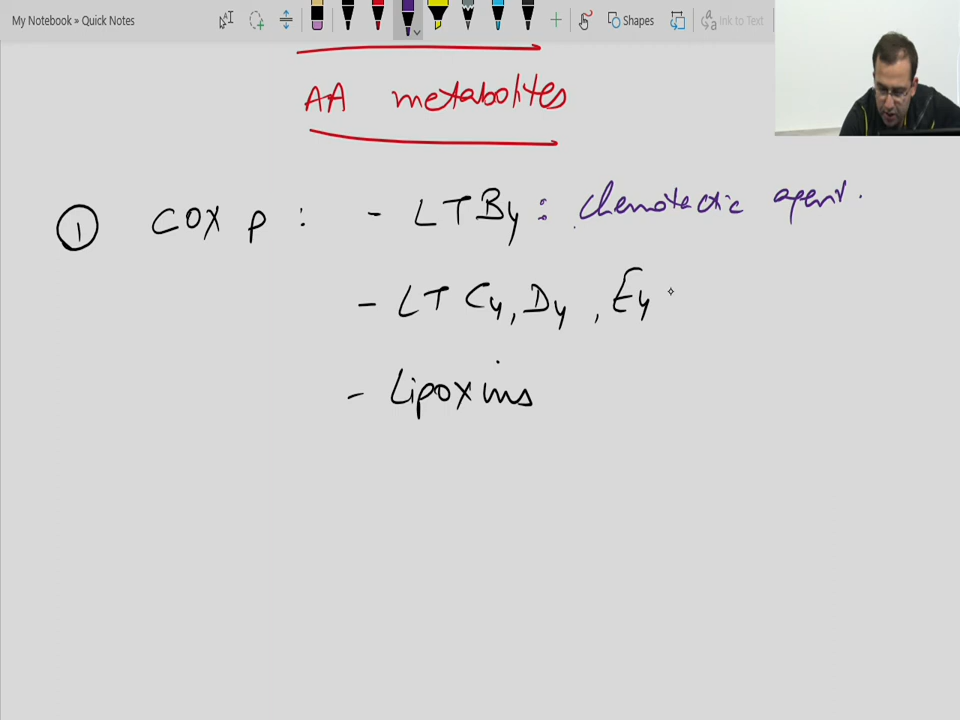 My Notebook » Quick Notes
Shapes
Ink to Text
AA metabolites
① COX p : - LTB4 : Chemotactic agent.
- LT C4, D4, E4
- Lipoxins